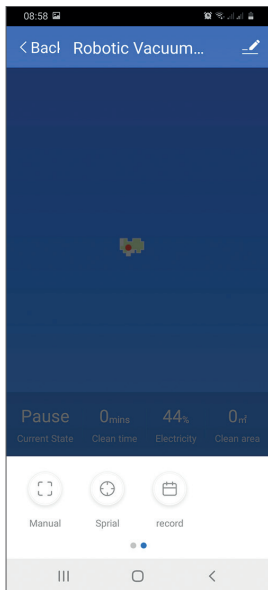 08:58
< Back Robotic Vacuum...
Pause 0mins 44% 0㎡
Current State Clean time Electricity Clean area
Manual Sprial record